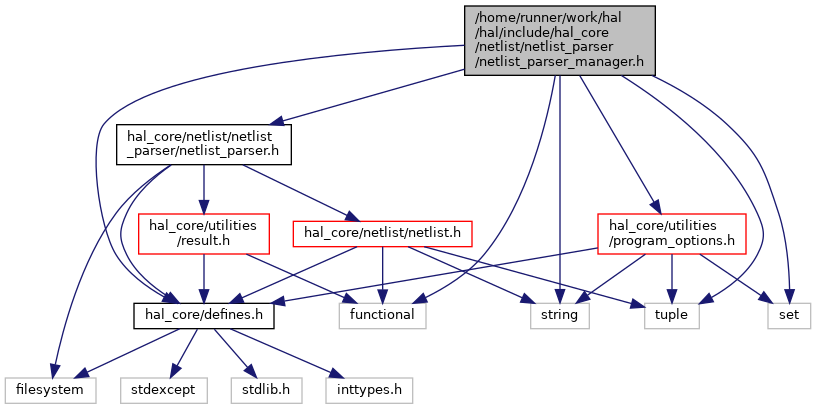 /home/runner/work/hal
/hal/include/hal_core
/netlist/netlist_parser
/netlist_parser_manager.h
hal_core/netlist/netlist
_parser/netlist_parser.h
hal_core/utilities
/result.h
hal_core/netlist/netlist.h
hal_core/utilities
/program_options.h
hal_core/defines.h
functional
string
tuple
set
filesystem
stdexcept
stdlib.h
inttypes.h